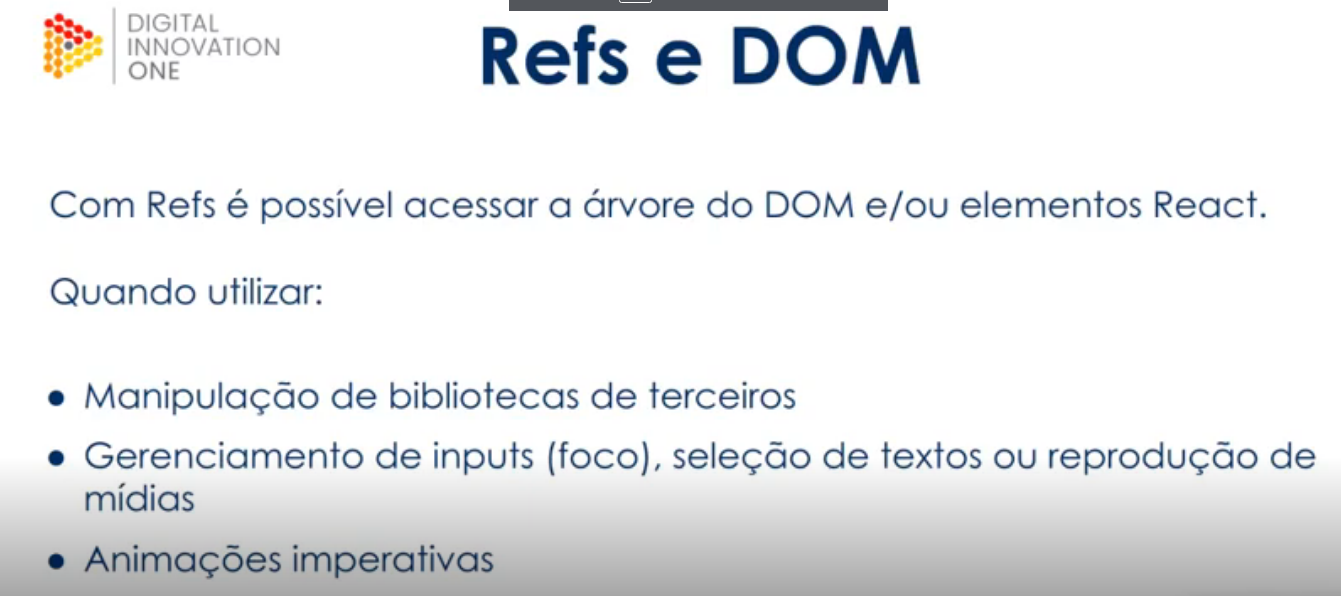 DIGITAL
INNOVATION
ONE
Refs e DOM
Com Refs é possível acessar a árvore do DOM e/ou elementos React.
Quando utilizar:
● Manipulação de bibliotecas de terceiros
● Gerenciamento de inputs (foco), seleção de textos ou reprodução de
mídias
● Animações imperativas